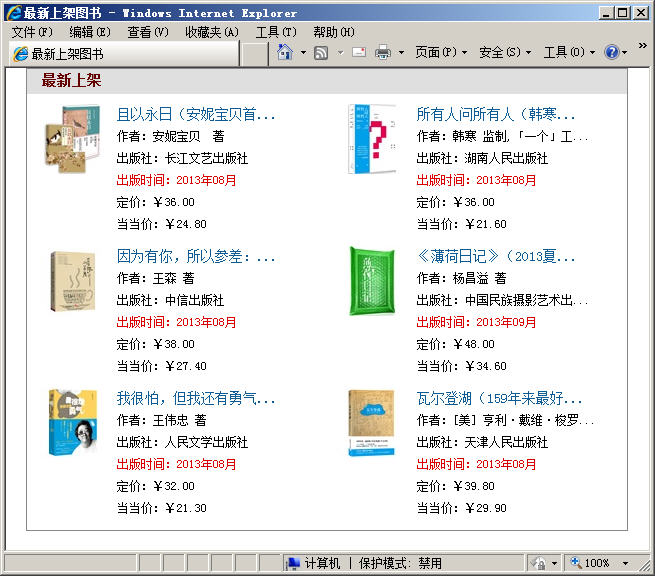 最新上架图书 - Windows Internet Explorer
文件(F) 编辑(E) 查看(V) 收藏夹(A) 工具(T) 帮助(H)
最新上架图书
页面(P) 安全(S) 工具(O) »
最新上架
且以永日（安妮宝贝首...
作者：安妮宝贝 著
出版社：长江文艺出版社
出版时间：2013年08月
定价：￥36.00
当当价：￥24.80
所有人问所有人（韩寒...
作者：韩寒 监制，「一个」工...
出版社：湖南人民出版社
出版时间：2013年08月
定价：￥36.00
当当价：￥21.60
因为有你，所以参差：...
作者：王森 著
出版社：中信出版社
出版时间：2013年08月
定价：￥38.00
当当价：￥27.40
《薄荷日记》（2013夏...
作者：杨昌溢 著
出版社：中国民族摄影艺术出...
出版时间：2013年09月
定价：￥48.00
当当价：￥34.60
我很怕，但我还有勇气...
作者：王伟忠 著
出版社：人民文学出版社
出版时间：2013年08月
定价：￥32.00
当当价：￥21.30
瓦尔登湖（159年来最好...
作者：[美] 亨利·戴维·梭罗...
出版社：天津人民出版社
出版时间：2013年08月
定价：￥39.80
当当价：￥29.90
计算机 | 保护模式: 禁用
100%